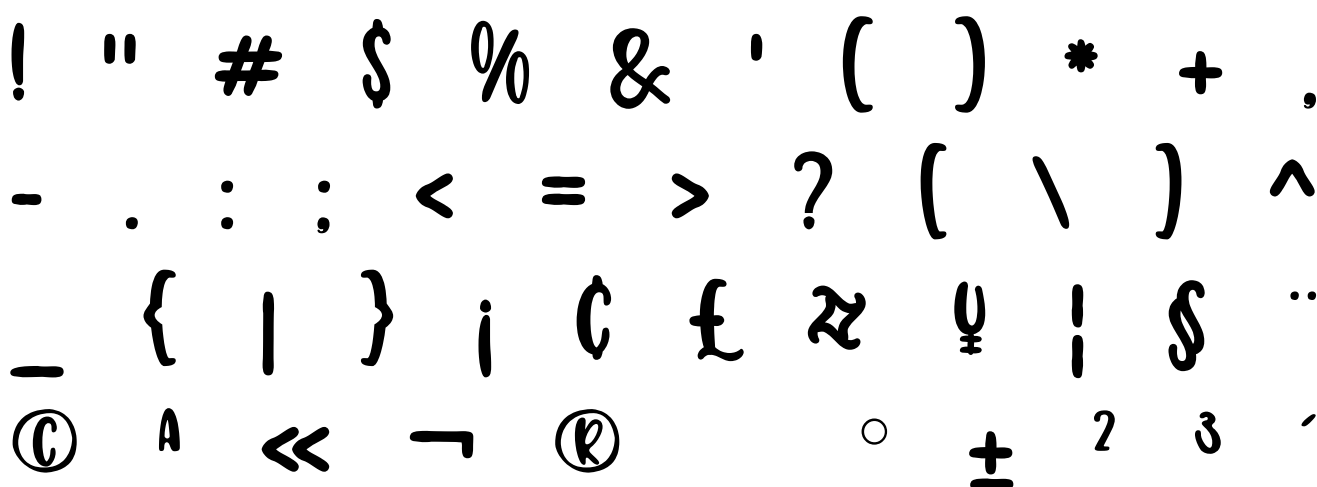 ! " # $ % & ' ( ) * + ,
- . : ; < = > ? ( \ ) ^
_ { | } ¡ ¢ £ ¤ ¥ ¦ § ¨
© ª « ¬ ® ° ± ² ³ ´